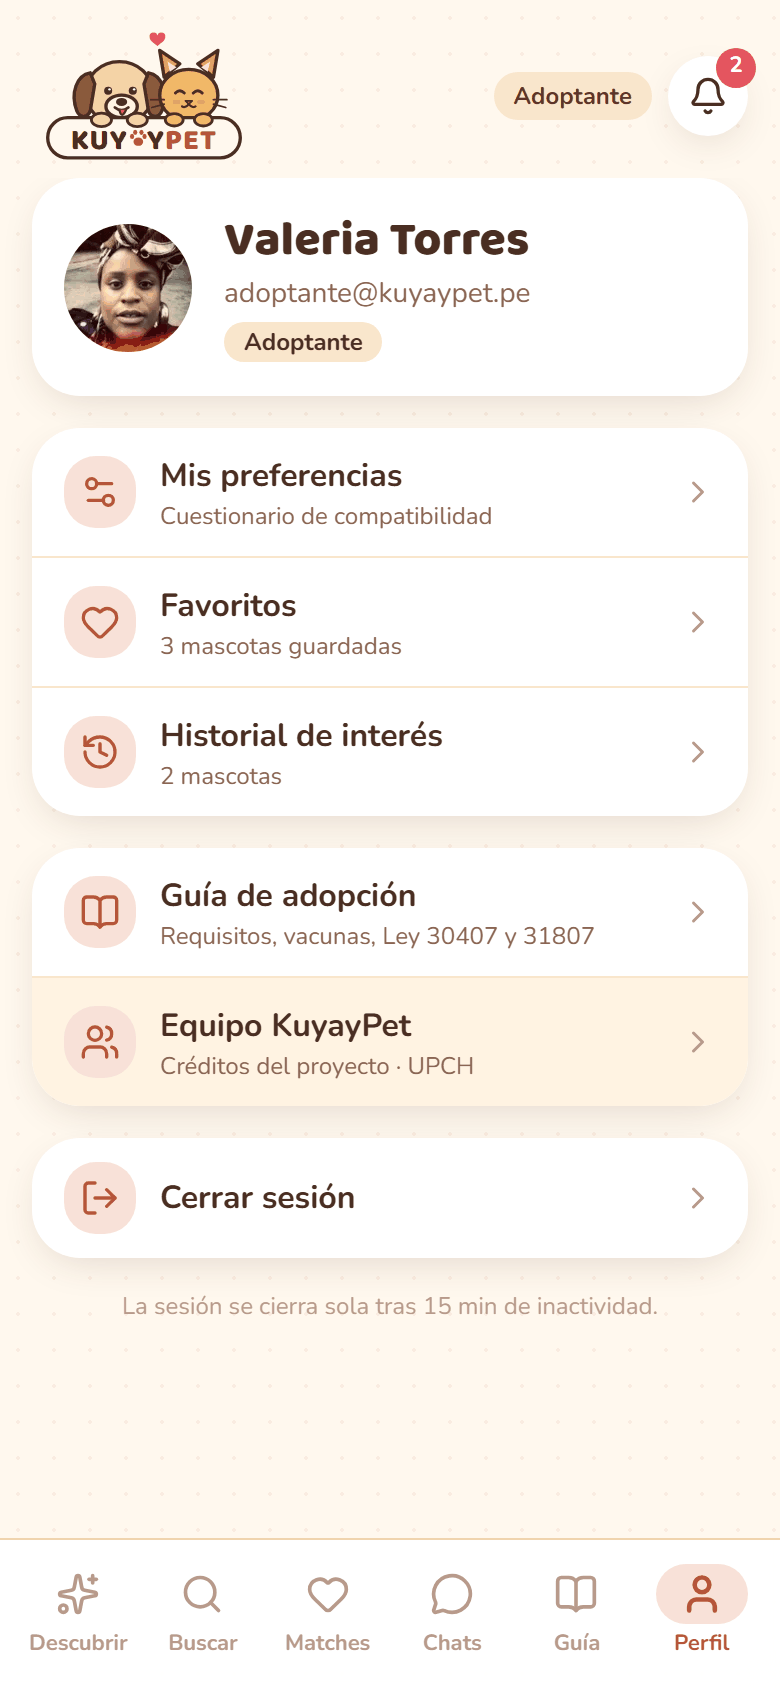 KUYAYPET
Adoptante
2
Valeria Torres
adoptante@kuyaypet.pe
Adoptante
Mis preferencias
Cuestionario de compatibilidad
Favoritos
3 mascotas guardadas
Historial de interés
2 mascotas
Guía de adopción
Requisitos, vacunas, Ley 30407 y 31807
Equipo KuyayPet
Créditos del proyecto · UPCH
Cerrar sesión
La sesión se cierra sola tras 15 min de inactividad.
Descubrir
Buscar
Matches
Chats
Guía
Perfil